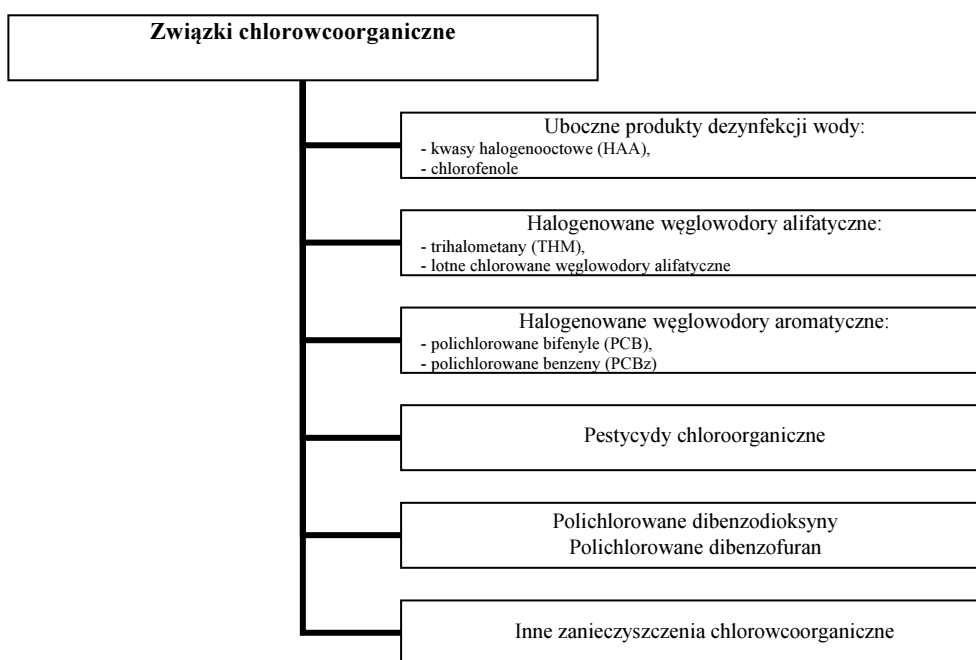 Związki chlorowcoorganiczne
Uboczne produkty dezynfekcji wody:
- kwasy halogenooctowe (HAA),
- chlorofenole
Halogenowane węglowodory alifatyczne:
- trihalometany (THM),
- lotne chlorowane węglowodory alifatyczne
Halogenowane węglowodory aromatyczne:
- polichlorowane bifenyle (PCB),
- polichlorowane benzeny (PCBz)
Pestycydy chloroorganiczne
Polichlorowane dibenzodioksyny
Polichlorowane dibenzofuran
Inne zanieczyszczenia chlorowcoorganiczne